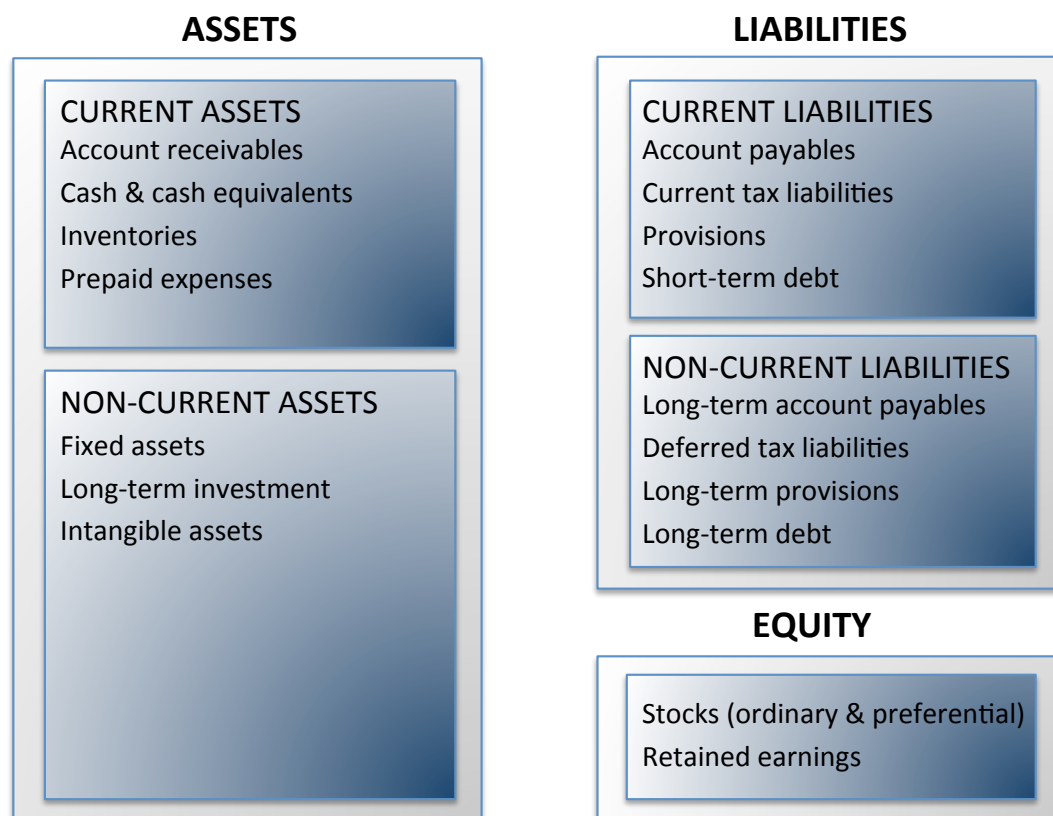 ASSETS
CURRENT ASSETS
Account receivables
Cash & cash equivalents
Inventories
Prepaid expenses
NON-CURRENT ASSETS
Fixed assets
Long-term investment
Intangible assets
LIABILITIES
CURRENT LIABILITIES
Account payables
Current tax liabilities
Provisions
Short-term debt
NON-CURRENT LIABILITIES
Long-term account payables
Deferred tax liabilities
Long-term provisions
Long-term debt
EQUITY
Stocks (ordinary & preferential)
Retained earnings